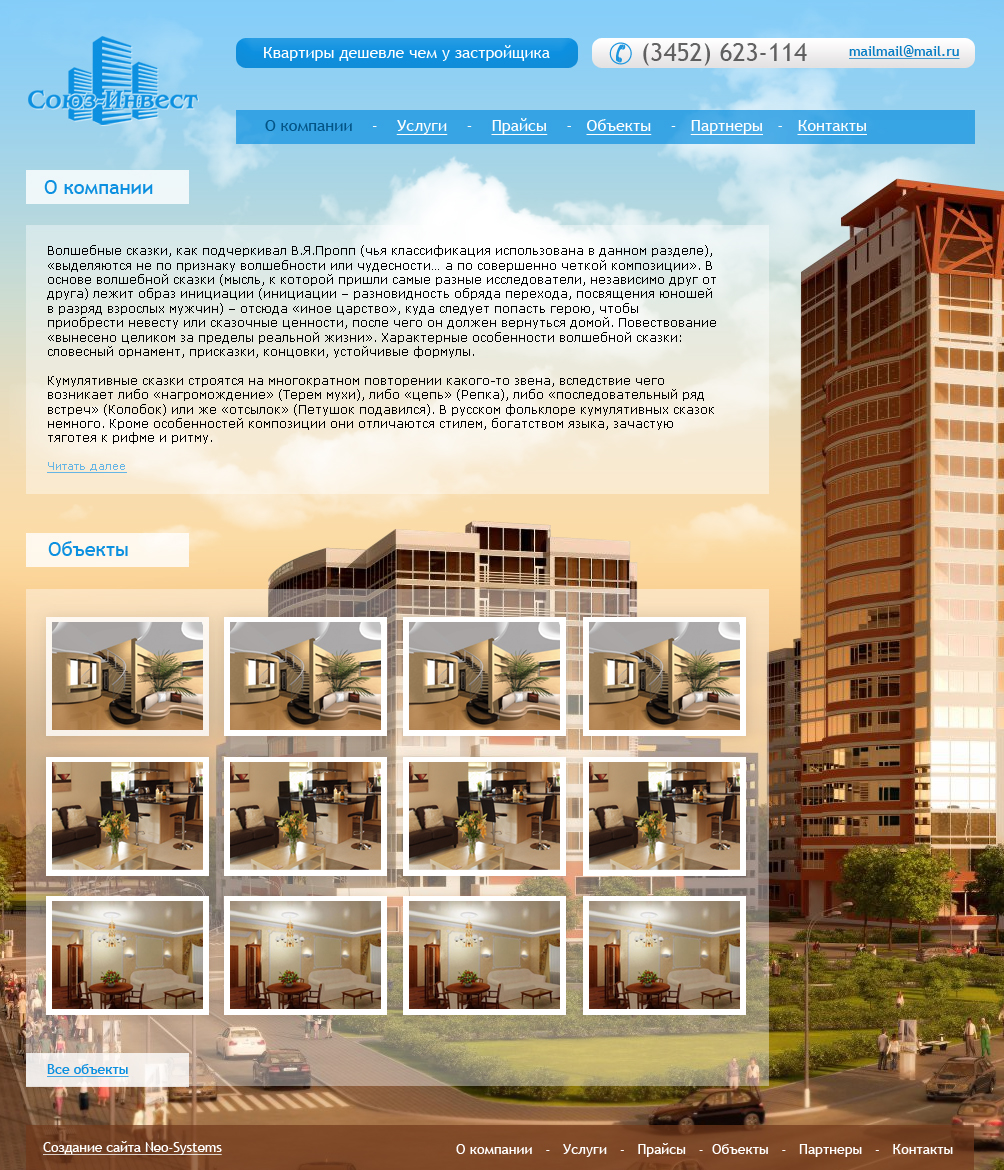 Союз-Инвест
Квартиры дешевле чем у застройщика
(3452) 623-114
mailmail@mail.ru
О компании - Услуги - Прайсы - Объекты - Партнеры - Контакты
О компании
Волшебные сказки, как подчеркивал В.Я.Пропп (чья классификация использована в данном разделе),
«выделяются не по признаку волшебности или чудесности... а по совершенно четкой композиции». В
основе волшебной сказки (мысль, к которой пришли самые разные исследователи, независимо друг от
друга) лежит образ инициации (инициации – разновидность обряда перехода, посвящения юношей
в разряд взрослых мужчин) – отсюда «иное царство», куда следует попасть герою, чтобы
приобрести невесту или сказочные ценности, после чего он должен вернуться домой. Повествование
«вынесено целиком за пределы реальной жизни». Характерные особенности волшебной сказки:
словесный орнамент, присказки, концовки, устойчивые формулы.
Кумулятивные сказки строятся на многократном повторении какого-то звена, вследствие чего
возникает либо «нагромождение» (Терем мухи), либо «цепь» (Репка), либо «последовательный ряд
встреч» (Колобок) или же «отсылок» (Петушок подавился). В русском фольклоре кумулятивных сказок
немного. Кроме особенностей композиции они отличаются стилем, богатством языка, зачастую
тяготея к рифме и ритму.
Читать далее
Объекты
Все объекты
Создание сайта Neo-Systems
О компании - Услуги - Прайсы - Объекты - Партнеры - Контакты